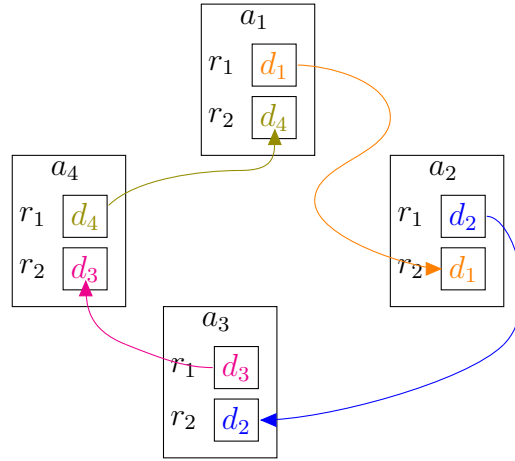 a₁
r₁ d₁
r₂ d₄
a₄
r₁ d₄
r₂ d₃
a₂
r₁ d₂
r₂ d₁
a₃
r₁ d₃
r₂ d₂